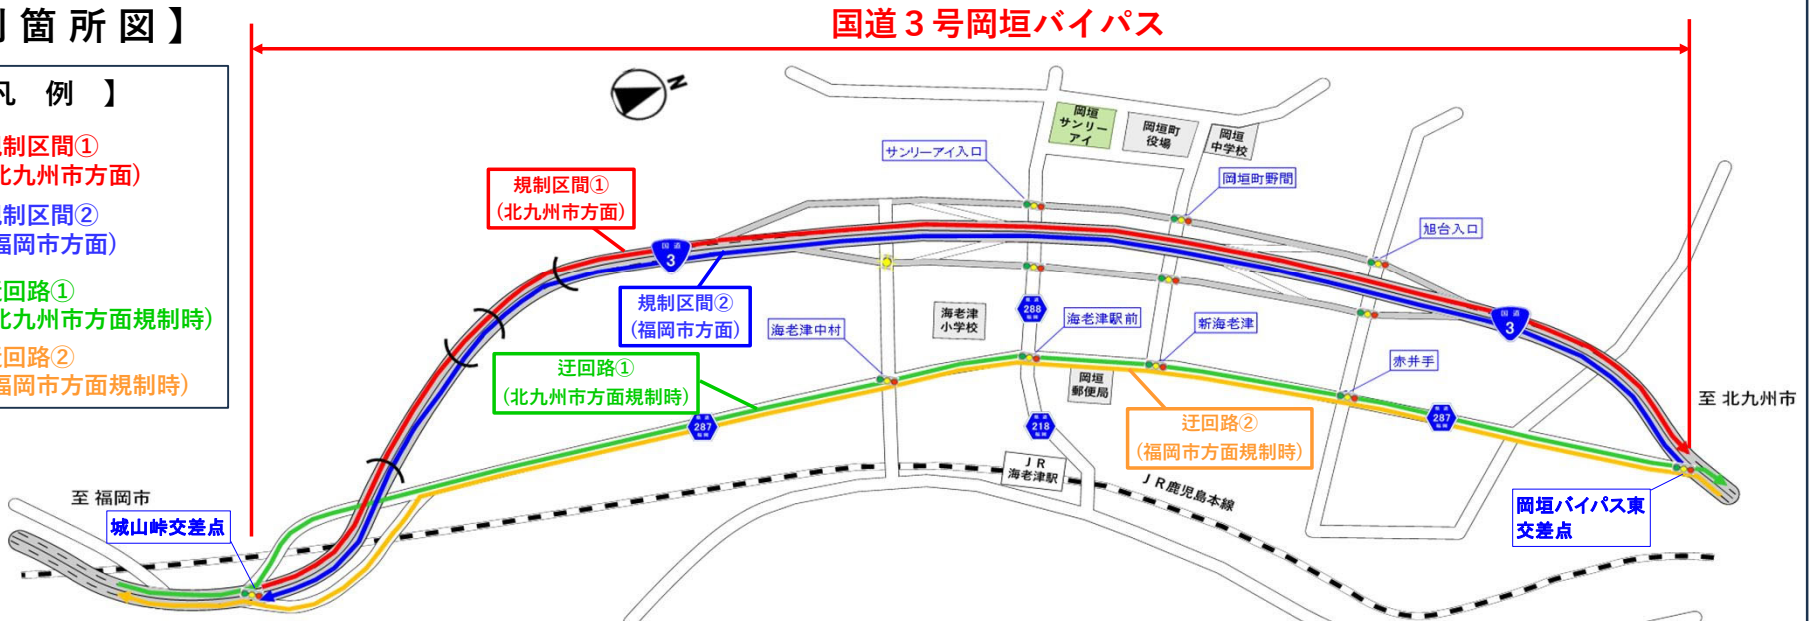 箇所図】
国道３号岡垣バイパス
凡 例 】
規制区間①
北九州市方面)
規制区間②
福岡市方面)
迂回路①
北九州市方面規制時)
迂回路②
福岡市方面規制時)
N
岡垣
サンリー
アイ
岡垣町
役場
岡垣
中学校
サンリーアイ入口
岡垣町野間
旭台入口
規制区間①
(北九州市方面)
国道
3
規制区間②
(福岡市方面)
海老津
小学校
288
海老津駅前
新海老津
海老津中村
国道
3
赤井手
迂回路①
(北九州市方面規制時)
岡垣
郵便局
至 北九州市
287
218
迂回路②
(福岡市方面規制時)
287
ＪＲ
海老津駅
ＪＲ鹿児島本線
至 福岡市
城山峠交差点
岡垣バイパス東
交差点